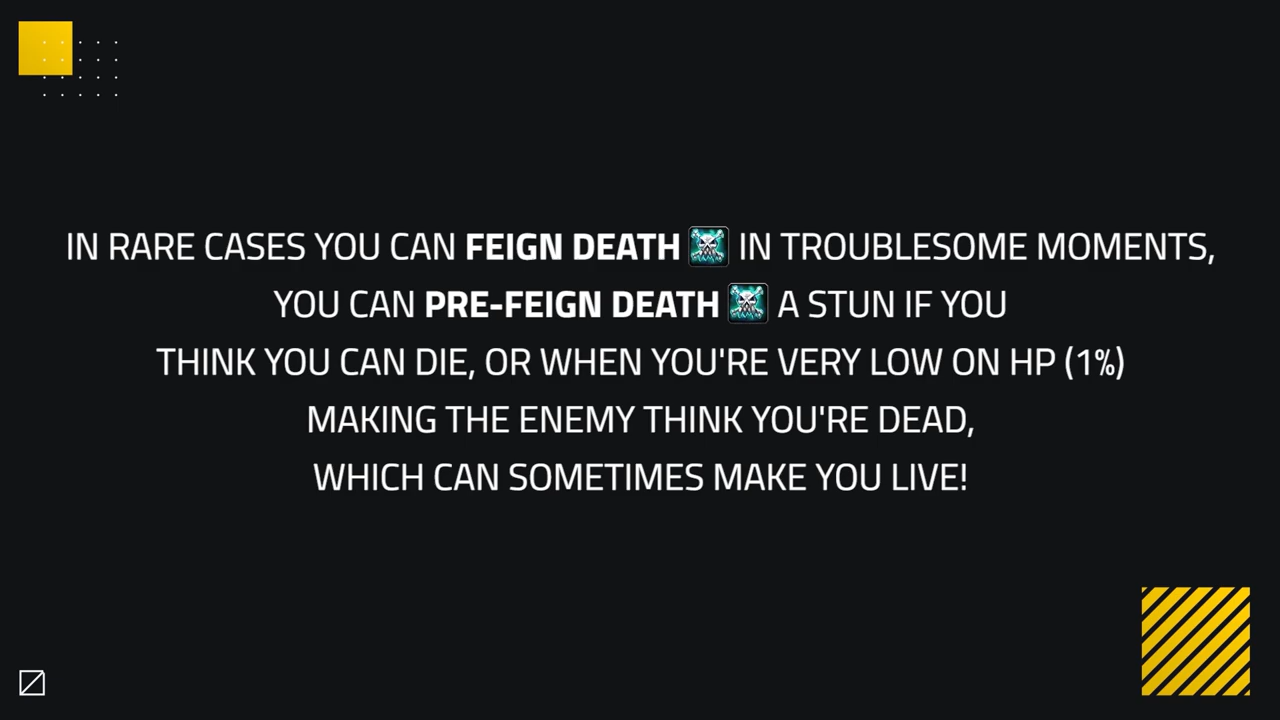 IN RARE CASES YOU CAN FEIGN DEATH IN TROUBLESOME MOMENTS,
YOU CAN PRE-FEIGN DEATH A STUN IF YOU
THINK YOU CAN DIE, OR WHEN YOU'RE VERY LOW ON HP (1%)
MAKING THE ENEMY THINK YOU'RE DEAD,
WHICH CAN SOMETIMES MAKE YOU LIVE!